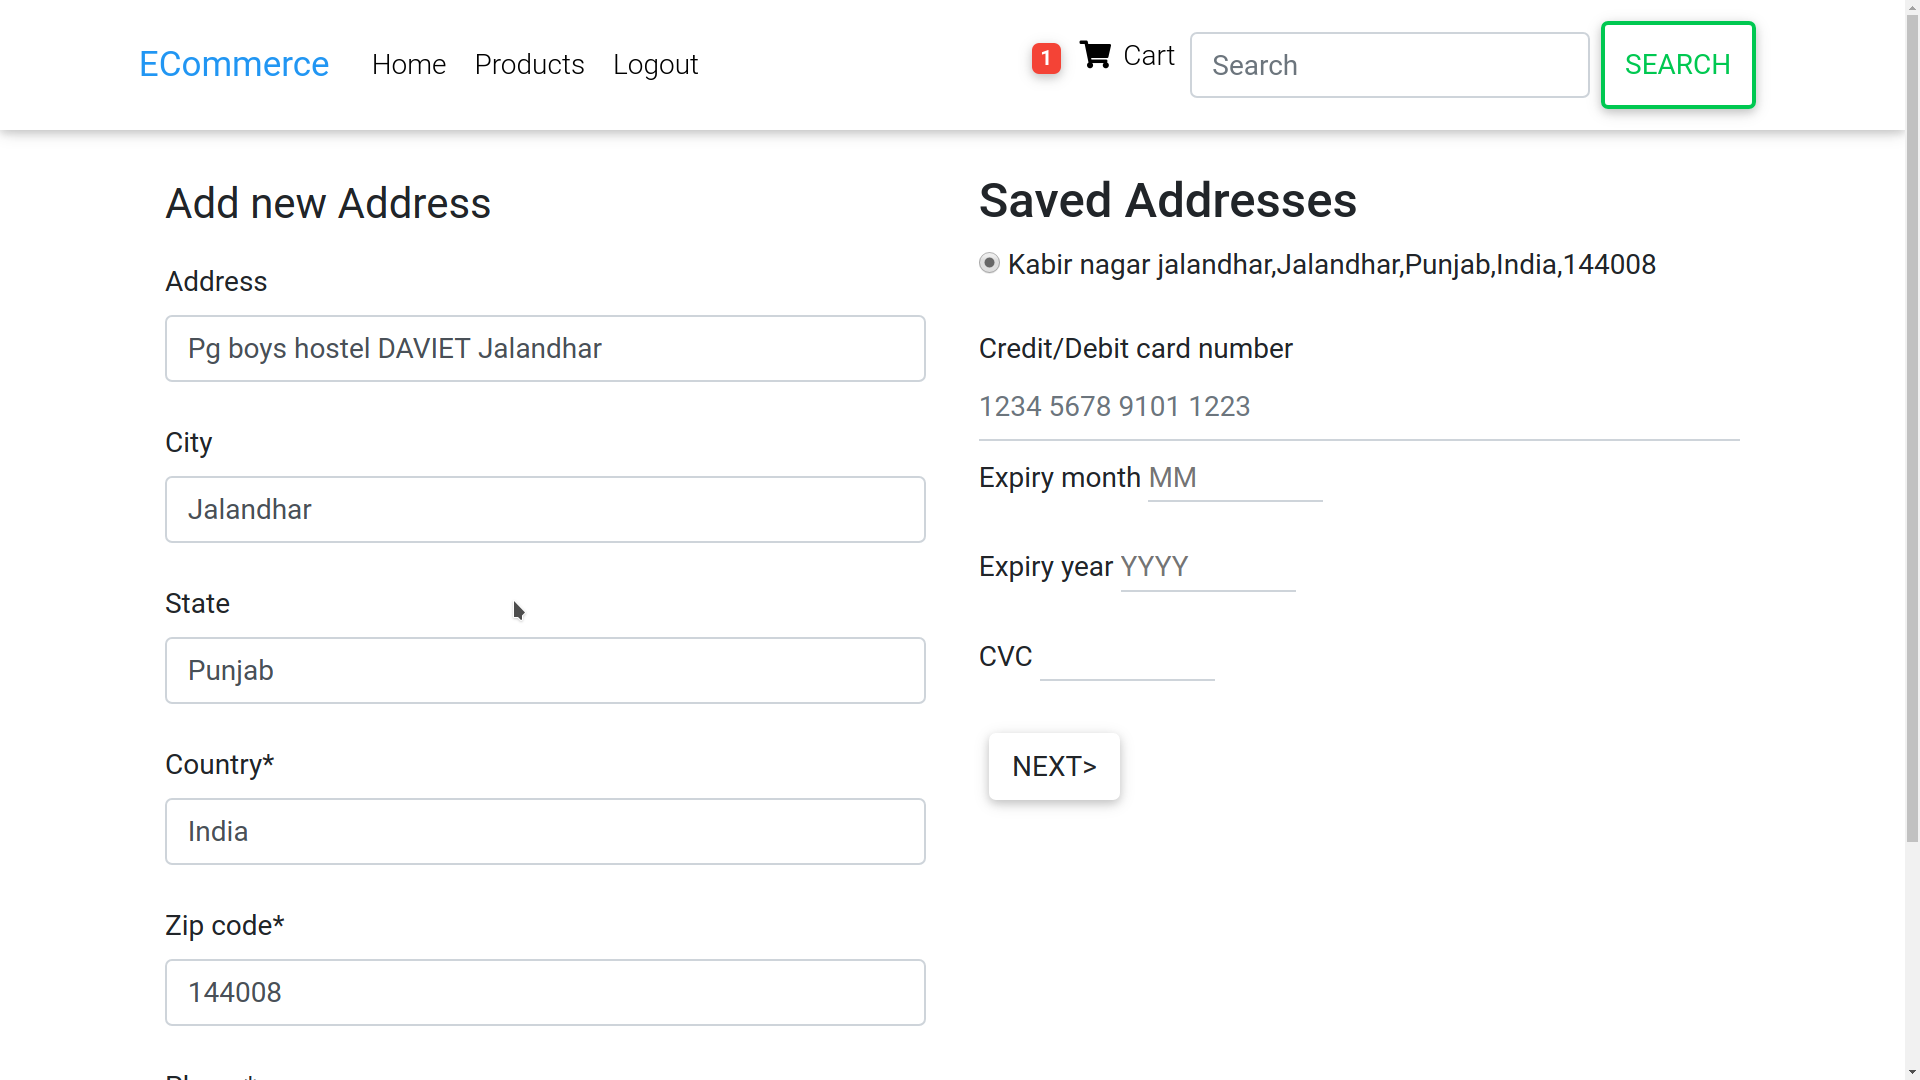 ECommerce Home Products Logout 1 Cart Search SEARCH
Add new Address
Address
Pg boys hostel DAVIET Jalandhar
City
Jalandhar
State
Punjab
Country*
India
Zip code*
144008
Saved Addresses
Kabir nagar jalandhar,Jalandhar,Punjab,India,144008
Credit/Debit card number
1234 5678 9101 1223
Expiry month MM
Expiry year YYYY
CVC
NEXT>